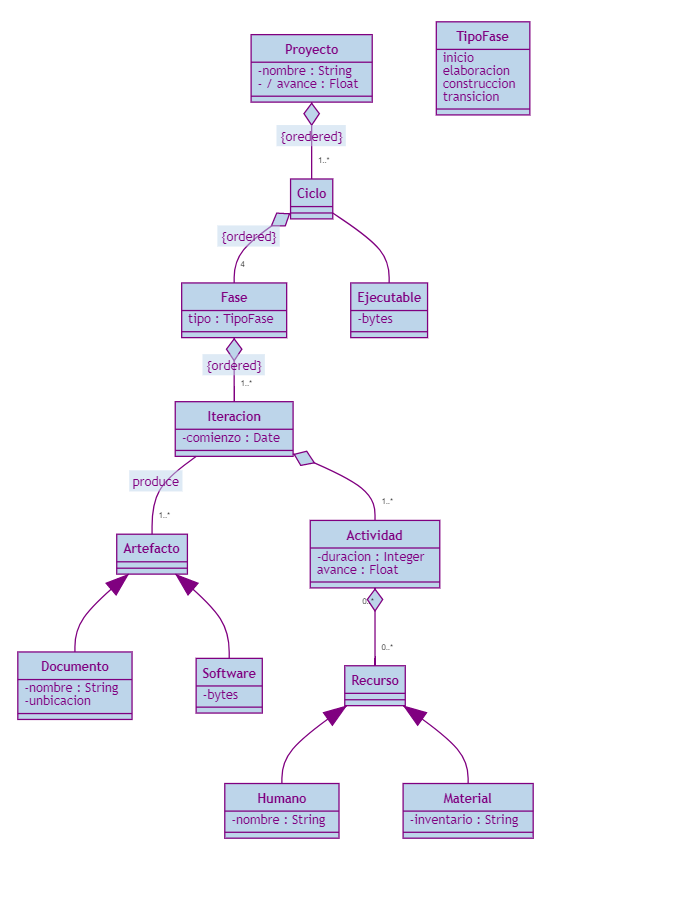 Proyecto
-nombre : String
- / avance : Float
TipoFase
inicio
elaboracion
construccion
transicion
{oredered}
1..*
Ciclo
{ordered}
4
Fase
tipo : TipoFase
Ejecutable
-bytes
{ordered}
1..*
Iteracion
-comienzo : Date
produce
1..*
1..*
Artefacto
Actividad
-duracion : Integer
avance : Float
0..*
0..*
Documento
-nombre : String
-unbicacion
Software
-bytes
Recurso
Humano
-nombre : String
Material
-inventario : String